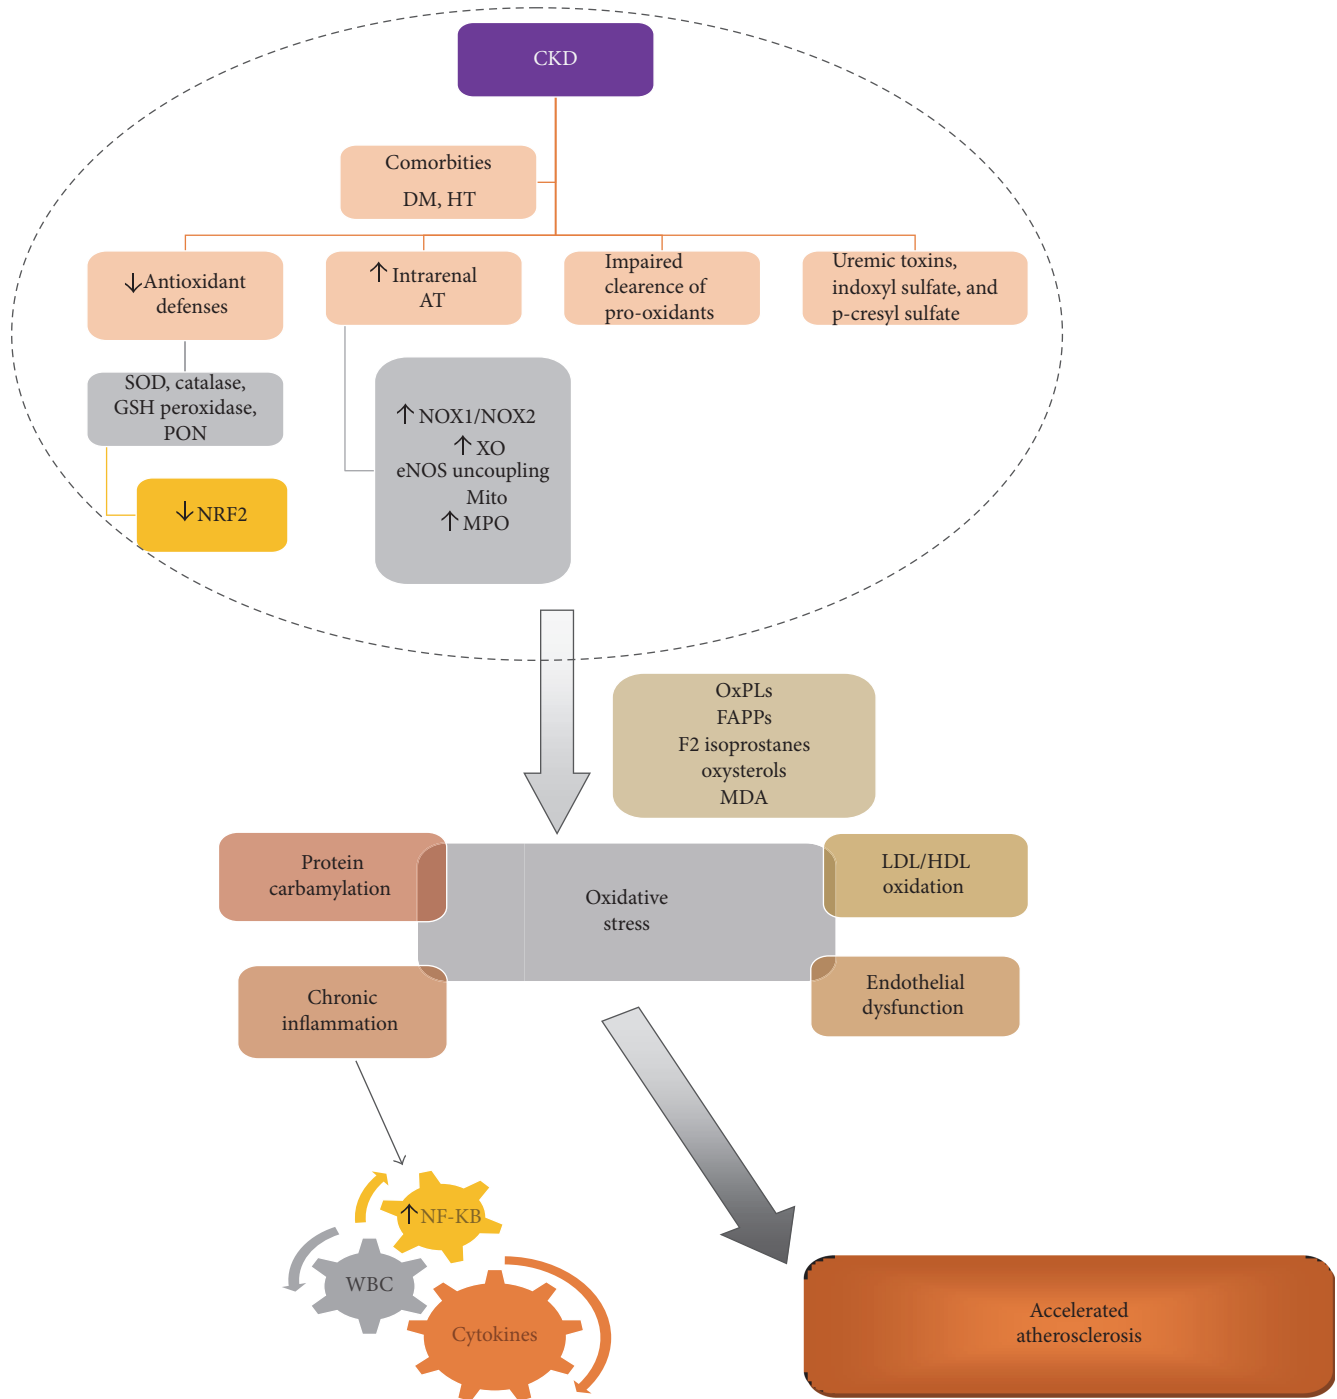 CKD
Comorbities
DM, HT
↓Antioxidant
defenses
↑ Intrarenal
AT
Impaired
clearence of
pro-oxidants
Uremic toxins,
indoxyl sulfate, and
p-cresyl sulfate
SOD, catalase,
GSH peroxidase,
PON
↓ NRF2
↑ NOX1/NOX2
↑ XO
eNOS uncoupling
Mito
↑ MPO
OxPLs
FAPPs
F2 isoprostanes
oxysterols
MDA
Protein
carbamylation
Oxidative
stress
LDL/HDL
oxidation
Chronic
inflammation
Endothelial
dysfunction
↑ NF-KB
WBC
Cytokines
Accelerated
atherosclerosis